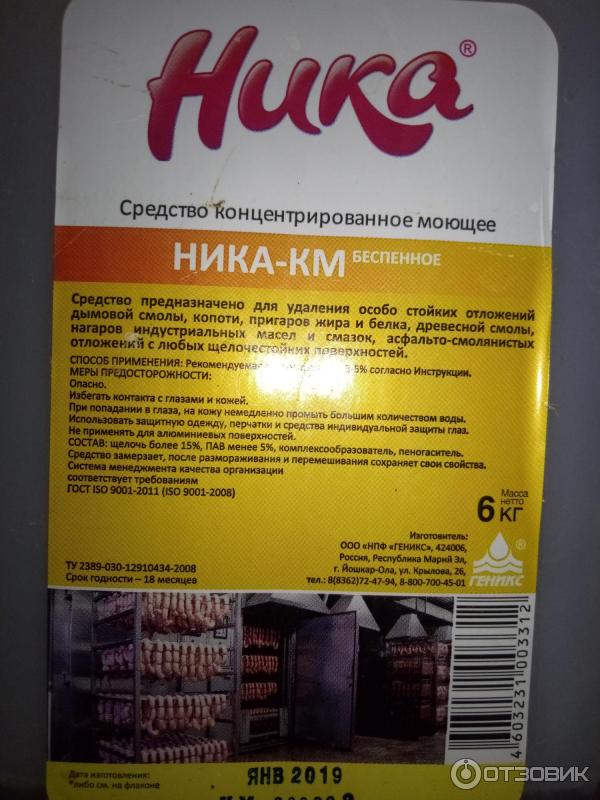 Ника®
Средство концентрированное моющее
НИКА-КМ БЕСПЕННОЕ
Средство предназначено для удаления особо стойких отложений
дымовой смолы, копоти, пригаров жира и белка, древесной смолы,
нагаров индустриальных масел и смазок, асфальто-смолянистых
отложений с любых щёлочестойких поверхностей.
СПОСОБ ПРИМЕНЕНИЯ: Рекомендуемая 3-5% согласно Инструкции.
МЕРЫ ПРЕДОСТОРОЖНОСТИ:
Опасно.
Избегать контакта с глазами и кожей.
При попадании в глаза, на кожу немедленно промыть большим количеством воды.
Использовать защитную одежду, перчатки и средства индивидуальной защиты глаз.
Не применять для алюминиевых поверхностей.
СОСТАВ: щелочь более 15%, ПАВ менее 5%, комплексообразователь, пеногаситель.
Средство замерзает, после размораживания и перемешивания сохраняет свои свойства.
Система менеджмента качества организации
соответствует требованиям
ГОСТ ISO 9001-2011 (ISO 9001-2008)
Масса
нетто
6 кг
Изготовитель:
ООО «НПФ «ГЕНИКС», 424006,
Россия, Республика Марий Эл,
г. Йошкар-Ола, ул. Крылова, 26,
тел.: 8(8362)72-47-94, 8-800-700-45-01
®
ГЕНИКС
ТУ 2389-030-12910434-2008
Срок годности – 18 месяцев
4603231003312
Дата изготовления:
*либо см. на флаконе
ЯНВ 2019
ОТЗОВИК